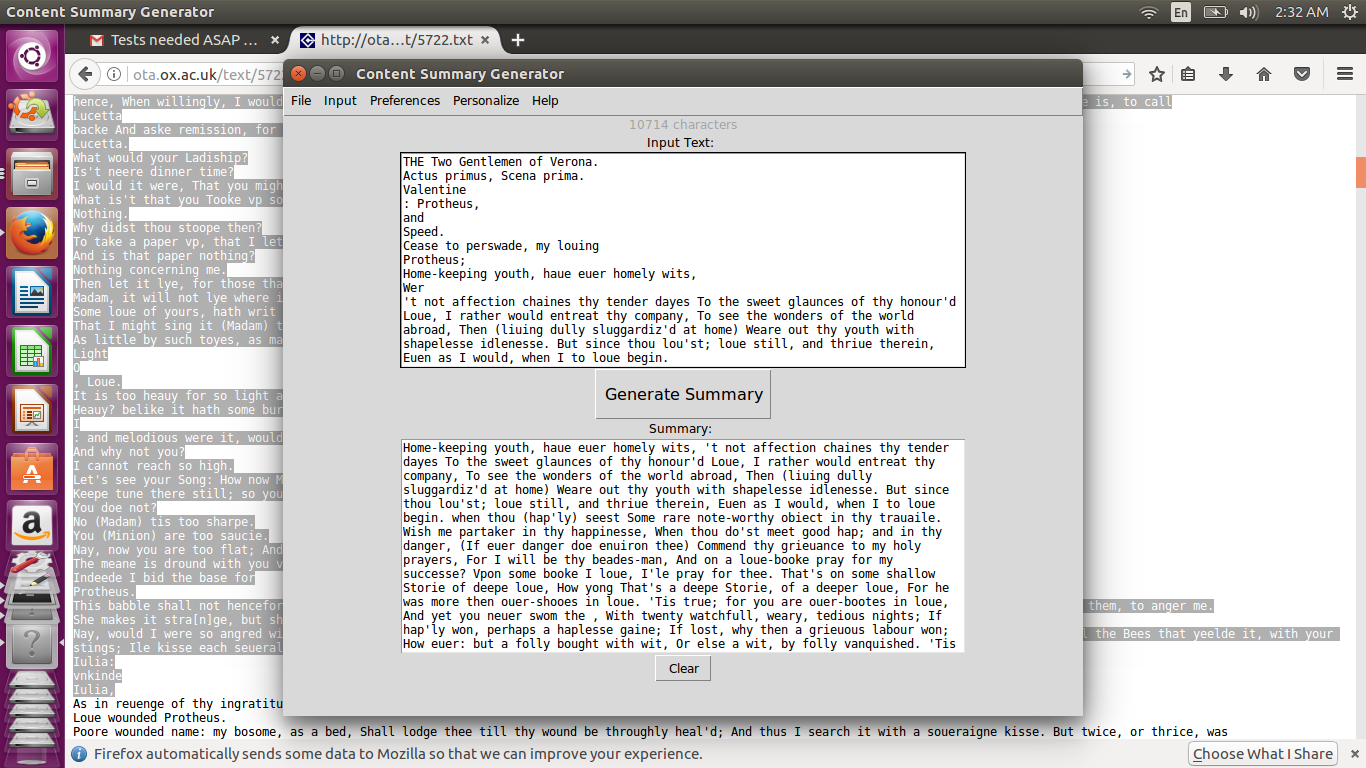 Content Summary Generator
En
2:32 AM
Tests needed ASAP ...
http://ota...t/5722.txt
ota.ox.ac.uk/text/572
Content Summary Generator
File Input Preferences Personalize Help
10714 characters
Input Text:
THE Two Gentlemen of Verona.
Actus primus, Scena prima.
Valentine
: Protheus,
and
Speed.
Cease to perswade, my louing
Protheus;
Home-keeping youth, haue euer homely wits,
Wer
't not affection chaines thy tender dayes To the sweet glaunces of thy honour'd
Loue, I rather would entreat thy company, To see the wonders of the world
abroad, Then (liuing dully sluggardiz'd at home) Weare out thy youth with
shapelesse idlenesse. But since thou lou'st; loue still, and thriue therein,
Euen as I would, when I to loue begin.
Generate Summary
Summary:
Home-keeping youth, haue euer homely wits, 't not affection chaines thy tender
dayes To the sweet glaunces of thy honour'd Loue, I rather would entreat thy
company, To see the wonders of the world abroad, Then (liuing dully
sluggardiz'd at home) Weare out thy youth with shapelesse idlenesse. But since
thou lou'st; loue still, and thriue therein, Euen as I would, when I to loue
begin. when thou (hap'ly) seest Some rare note-worthy obiect in thy trauaile.
Wish me partaker in thy happinesse, When thou do'st meet good hap; and in thy
danger, (If euer danger doe enuiron thee) Commend thy grieuance to my holy
prayers, For I will be thy beades-man, And on a loue-booke pray for my
successe? Vpon some booke I loue, I'le pray for thee. That's on some shallow
Storie of deepe loue, How yong That's a deepe Storie, of a deeper loue, For he
was more then ouer-shooes in loue. 'Tis true; for you are ouer-bootes in loue,
And yet you neuer swom the , With twenty watchfull, weary, tedious nights; If
hap'ly won, perhaps a haplesse gaine; If lost, why then a grieuous labour won;
How euer: but a folly bought with wit, Or else a wit, by folly vanquished. 'Tis
Clear
hence, When willingly, I would e is, to call
Lucetta
backe And aske remission, for
Lucetta.
What would your Ladiship?
Is't neere dinner time?
I would it were, That you migh
What is't that you Tooke vp so
Nothing.
Why didst thou stoope then?
To take a paper vp, that I let
And is that paper nothing?
Nothing concerning me.
Then let it lye, for those tha
Madam, it will not lye where i
Some loue of yours, hath writ
That I might sing it (Madam) t
As little by such toyes, as ma
Light
O
, Loue.
It is too heauy for so light a
Heauy? belike it hath some bur
I
: and melodious were it, would
And why not you?
I cannot reach so high.
Let's see your Song: How now M
Keepe tune there still; so you
You doe not?
No (Madam) tis too sharpe.
You (Minion) are too saucie.
Nay, now you are too flat; And
The meane is dround with you v
Indeede I bid the base for
Protheus.
This babble shall not hencefor them, to anger me.
She makes it stra[n]ge, but sh
Nay, would I were so angred wi l the Bees that yeelde it, with your
stings; Ile kisse each seueral
Iulia:
vnkinde
Iulia,
As in reuenge of thy ingratitu
Loue wounded Protheus.
Poore wounded name: my bosome, as a bed, Shall lodge thee till thy wound be throughly heal'd; And thus I search it with a soueraigne kisse. But twice, or thrice, was
Firefox automatically sends some data to Mozilla so that we can improve your experience.
Choose What I Share